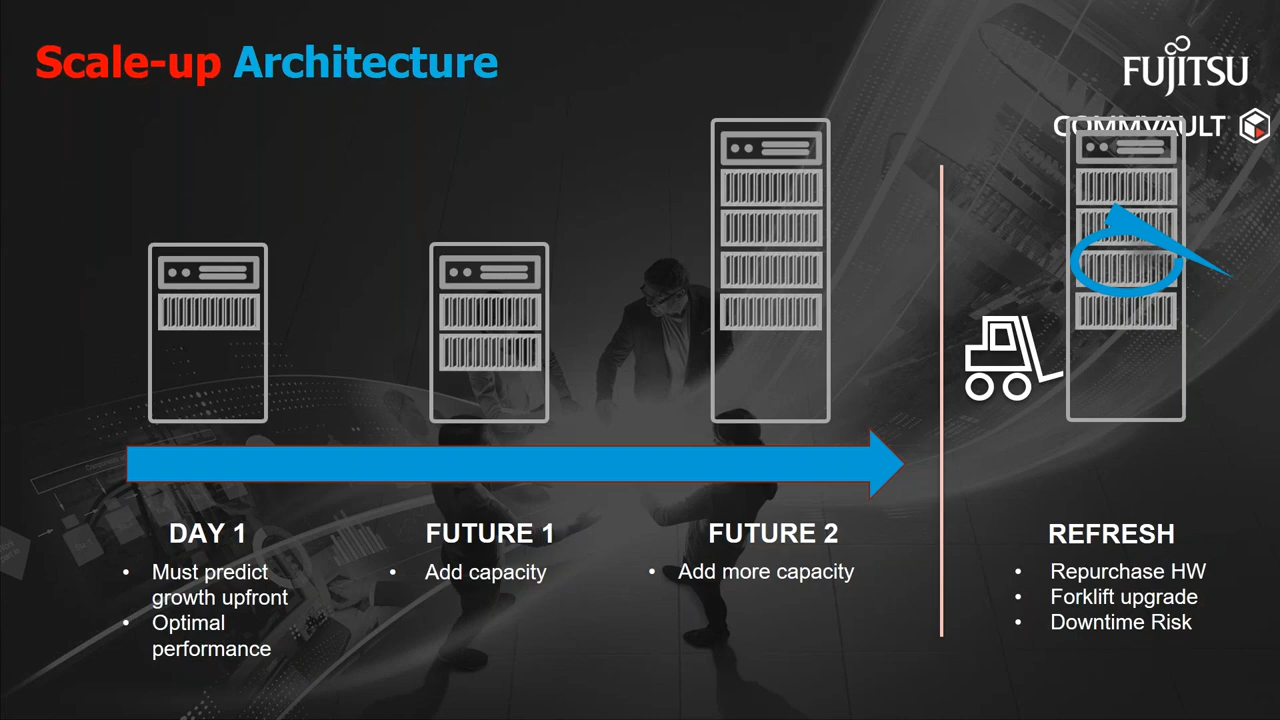 Scale-up Architecture
FUJITSU
COMMVAULT
DAY 1
• Must predict
growth upfront
• Optimal
performance
FUTURE 1
• Add capacity
FUTURE 2
• Add more capacity
REFRESH
• Repurchase HW
• Forklift upgrade
• Downtime Risk